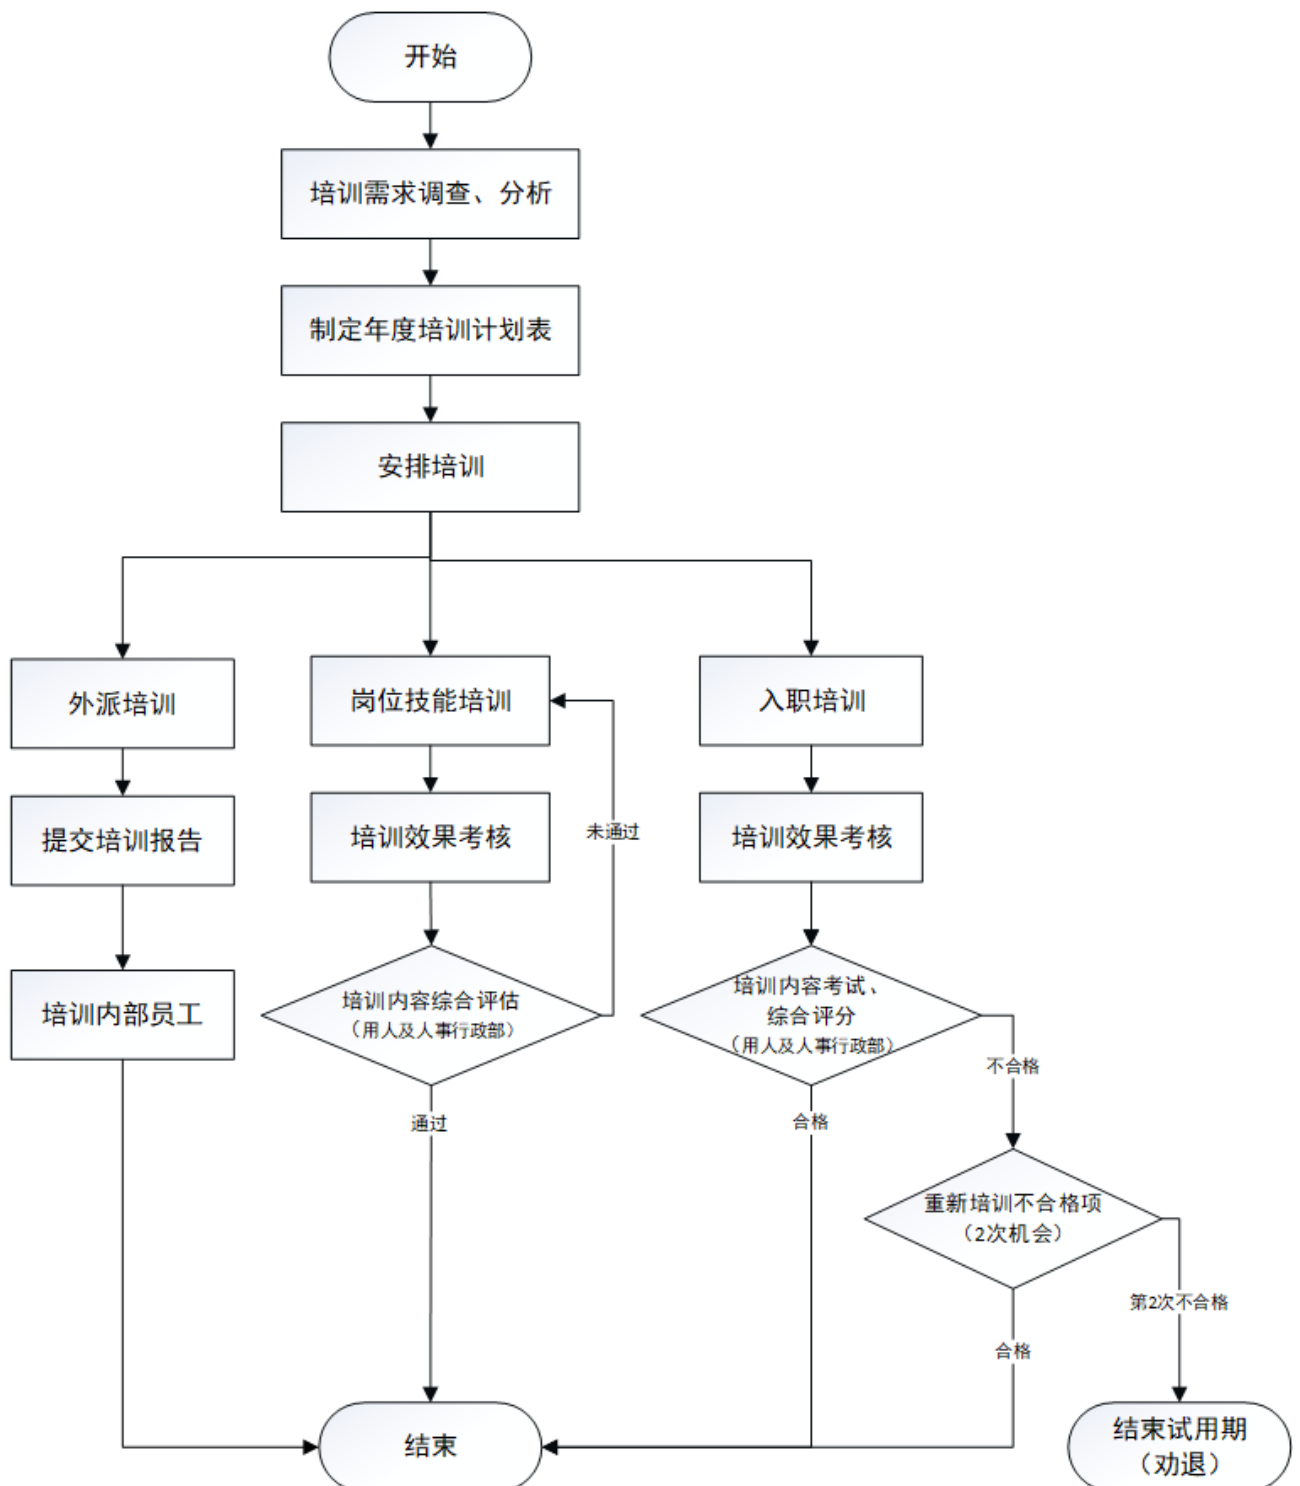 开始
培训需求调查、分析
制定年度培训计划表
安排培训
外派培训
岗位技能培训
入职培训
提交培训报告
培训效果考核
未通过
培训效果考核
培训内部员工
培训内容综合评估
（用人及人事行政部）
培训内容考试、
综合评分
（用人及人事行政部）
不合格
通过
合格
重新培训不合格项
（2次机会）
第2次不合格
合格
结束
结束试用期
（劝退）